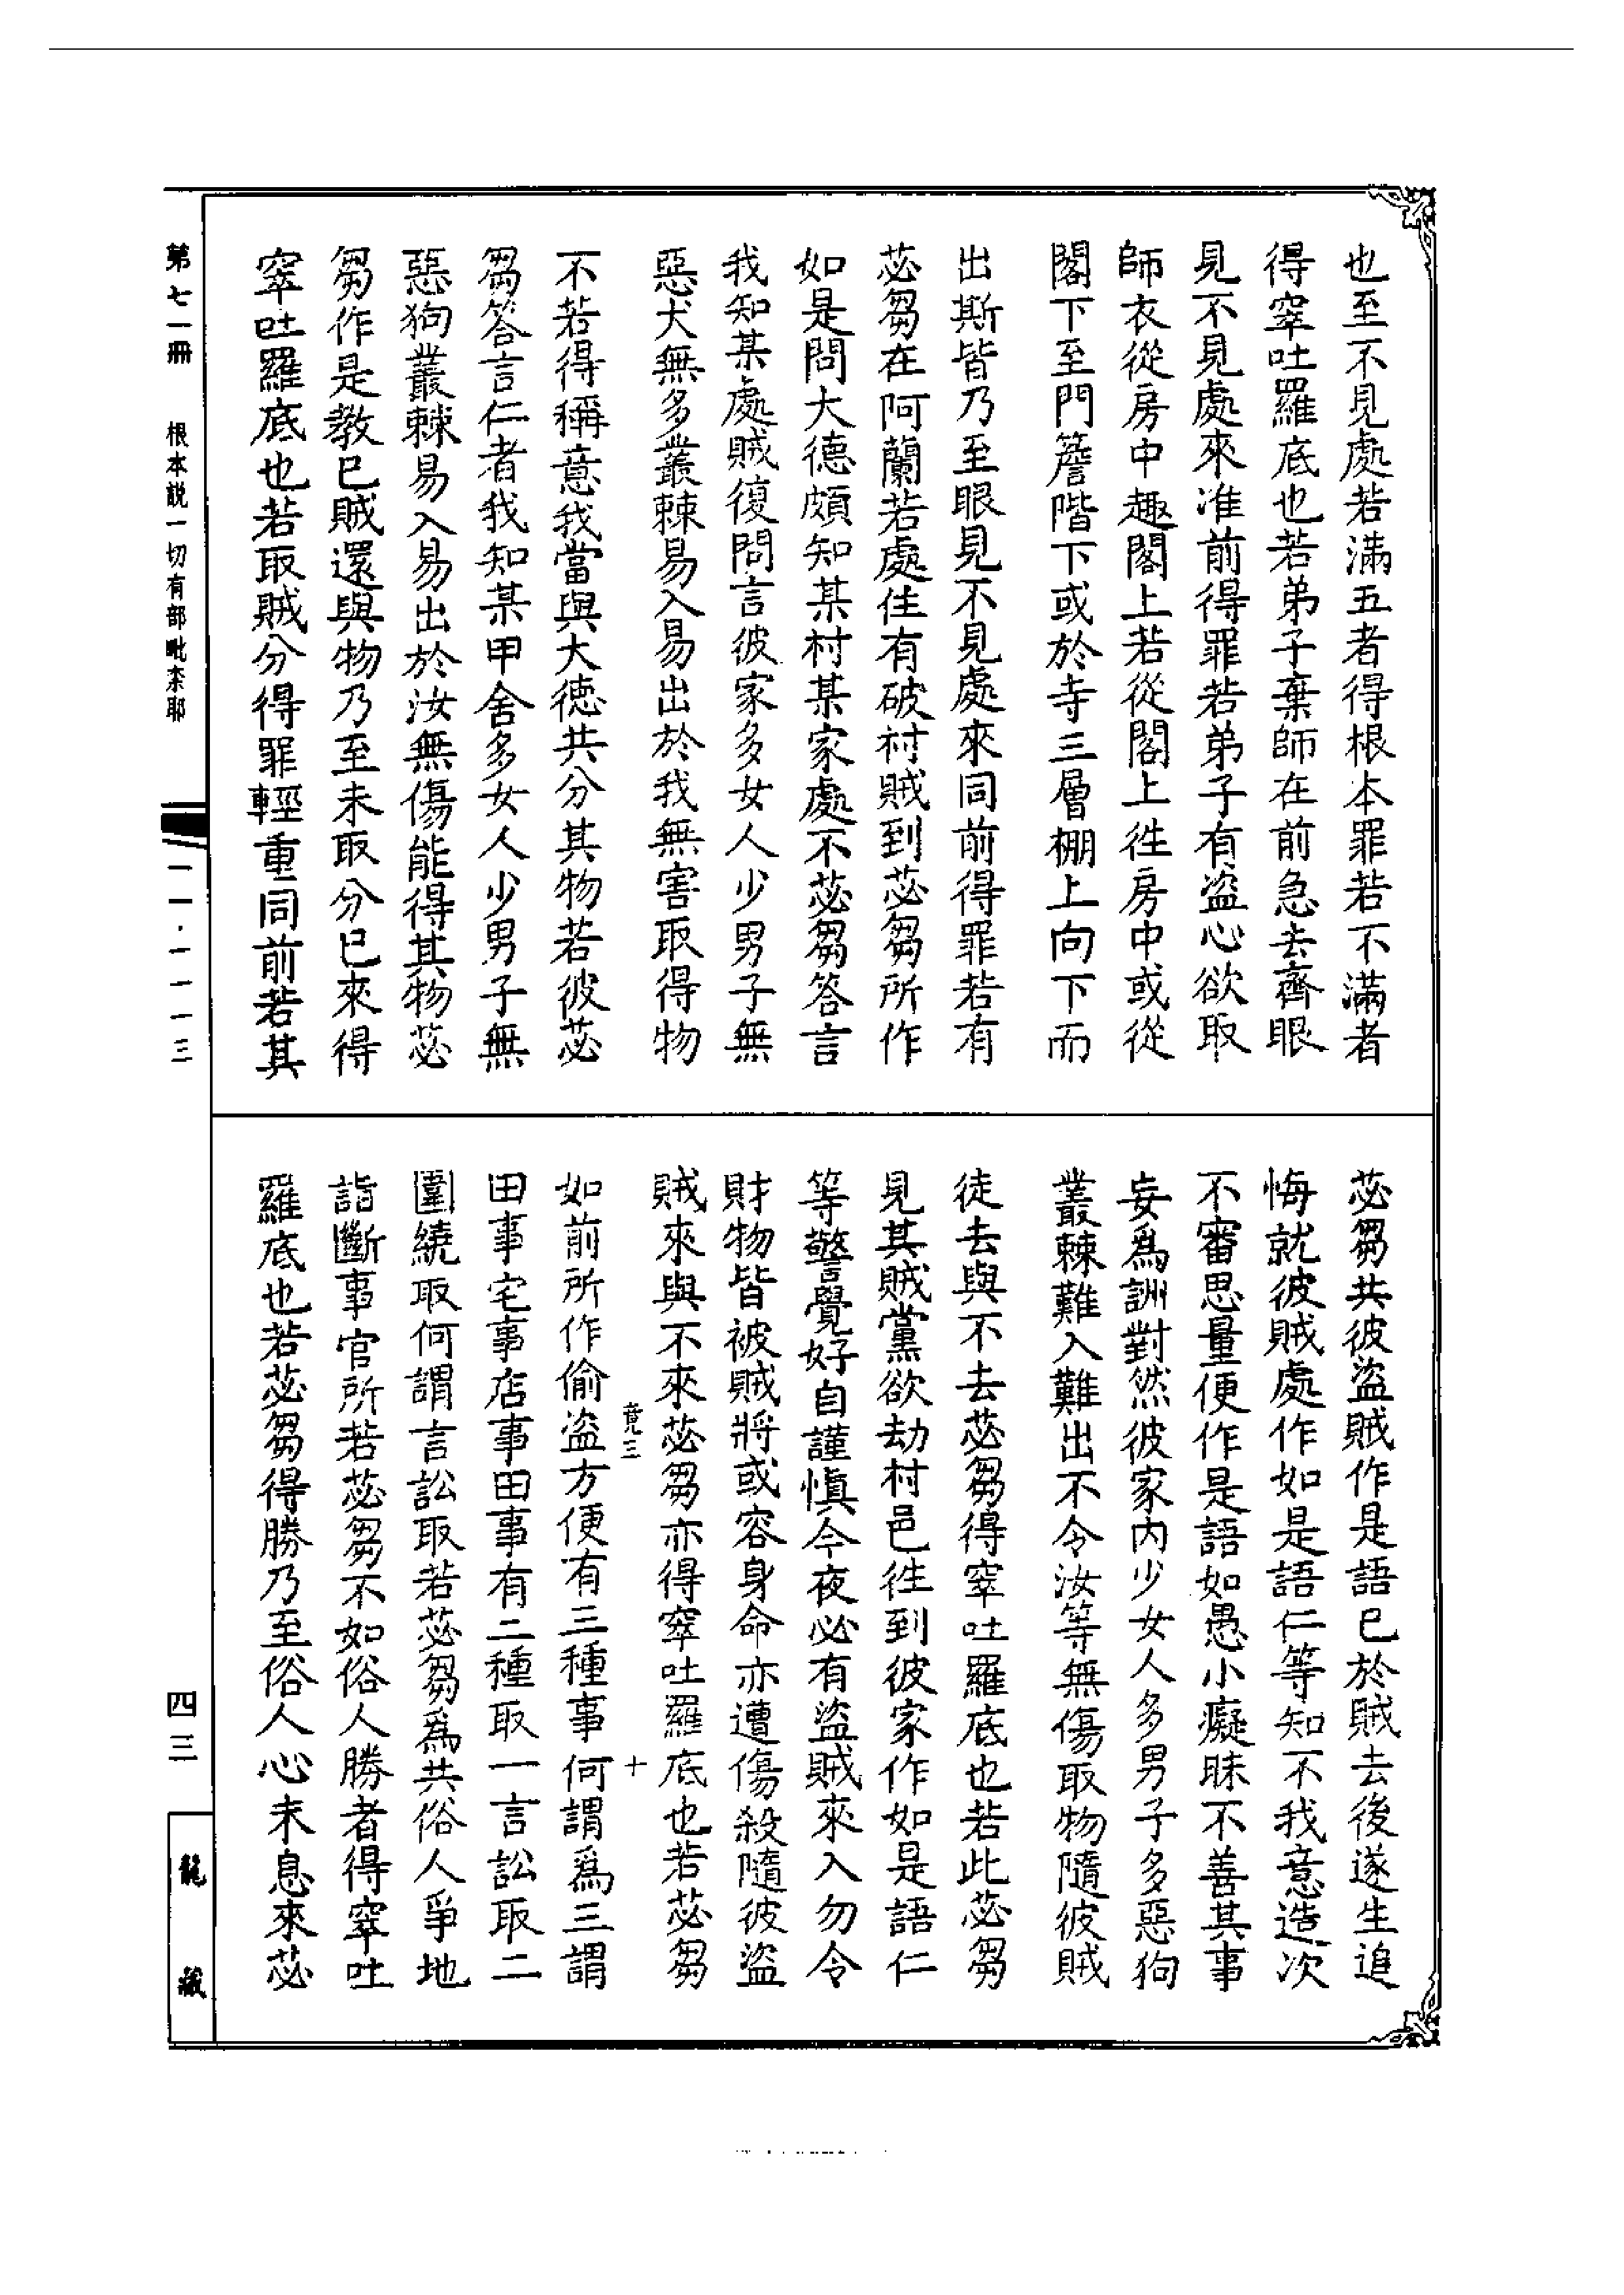 也至不見處若滿五者得根本罪若不滿者
得窣吐羅底也若弟子棄師在前急去齊眼
見不見處來准前得罪若弟子有盜心欲取
師衣從房中趣閣上若從閣上徃房中或從
閣下至門簷階下或於寺三層棚上向下而
出斯皆乃至眼見不見處來同前得罪若有
苾芻在阿蘭若處住有破村賊到苾芻所作
如是問大德頗知某村某家處不苾芻答言
我知某處賊復問言彼家多女人少男子無
惡犬無多叢棘易入易出於我無害取得物
不若得稱意我當與大德共分其物若彼苾
芻答言仁者我知某甲舍多女人少男子無
惡狗叢棘易入易出於汝無傷能得其物苾
芻作是教已賊還與物乃至未取分已來得
窣吐羅底也若取賊分得罪輕重同前若其
苾芻共彼盜賊作是語已於賊去後遂生追
悔就彼賊處作如是語仁等知不我意造次
不審思量便作是語如愚小癡昧不善其事
妄為詶對然彼家內少女人多男子多惡狗
叢棘難入難出不令汝等無傷取物隨彼賊
徒去與不去苾芻得窣吐羅底也若此苾芻
見其賊黨欲劫村邑徃到彼家作如是語仁
等警覺好自謹慎今夜必有盜賊來入勿令
財物皆被賊將或容身命亦遭傷殺隨彼盜
賊來與不來苾芻亦得窣吐羅底也若苾芻
竟三 十
如前所作偷盜方便有三種事何謂為三謂
田事宅事店事田事有二種取一言訟取二
圍繞取何謂言訟取若苾芻為共俗人爭地
詣斷事官所若苾芻不如俗人勝者得窣吐
羅底也若苾芻得勝乃至俗人心未息來苾
第七一冊 根本說一切有部毗奈耶
一一·一一一三
四三
龍藏